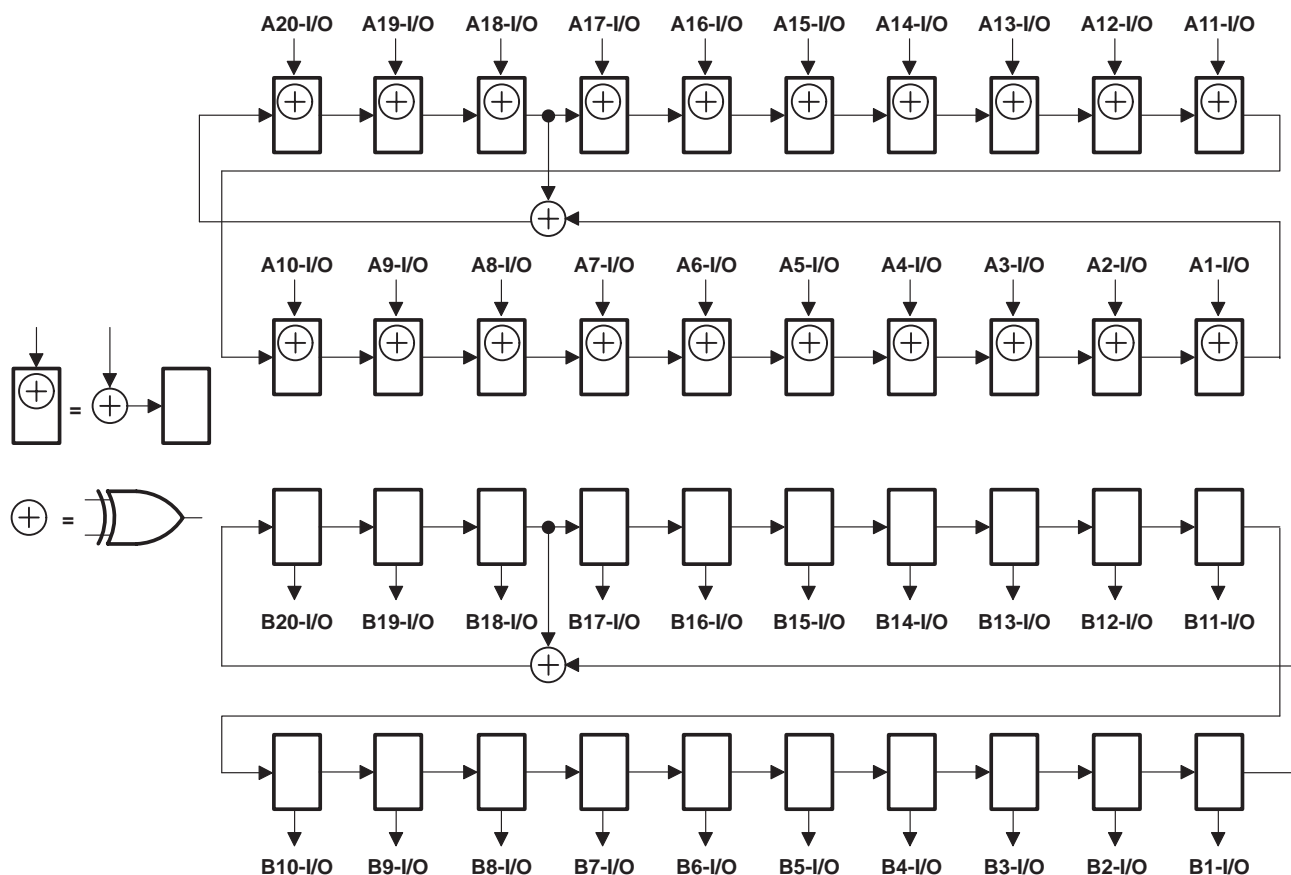 A20-I/O A19-I/O A18-I/O A17-I/O A16-I/O A15-I/O A14-I/O A13-I/O A12-I/O A11-I/O
A10-I/O A9-I/O A8-I/O A7-I/O A6-I/O A5-I/O A4-I/O A3-I/O A2-I/O A1-I/O
=
=
B20-I/O B19-I/O B18-I/O B17-I/O B16-I/O B15-I/O B14-I/O B13-I/O B12-I/O B11-I/O
B10-I/O B9-I/O B8-I/O B7-I/O B6-I/O B5-I/O B4-I/O B3-I/O B2-I/O B1-I/O